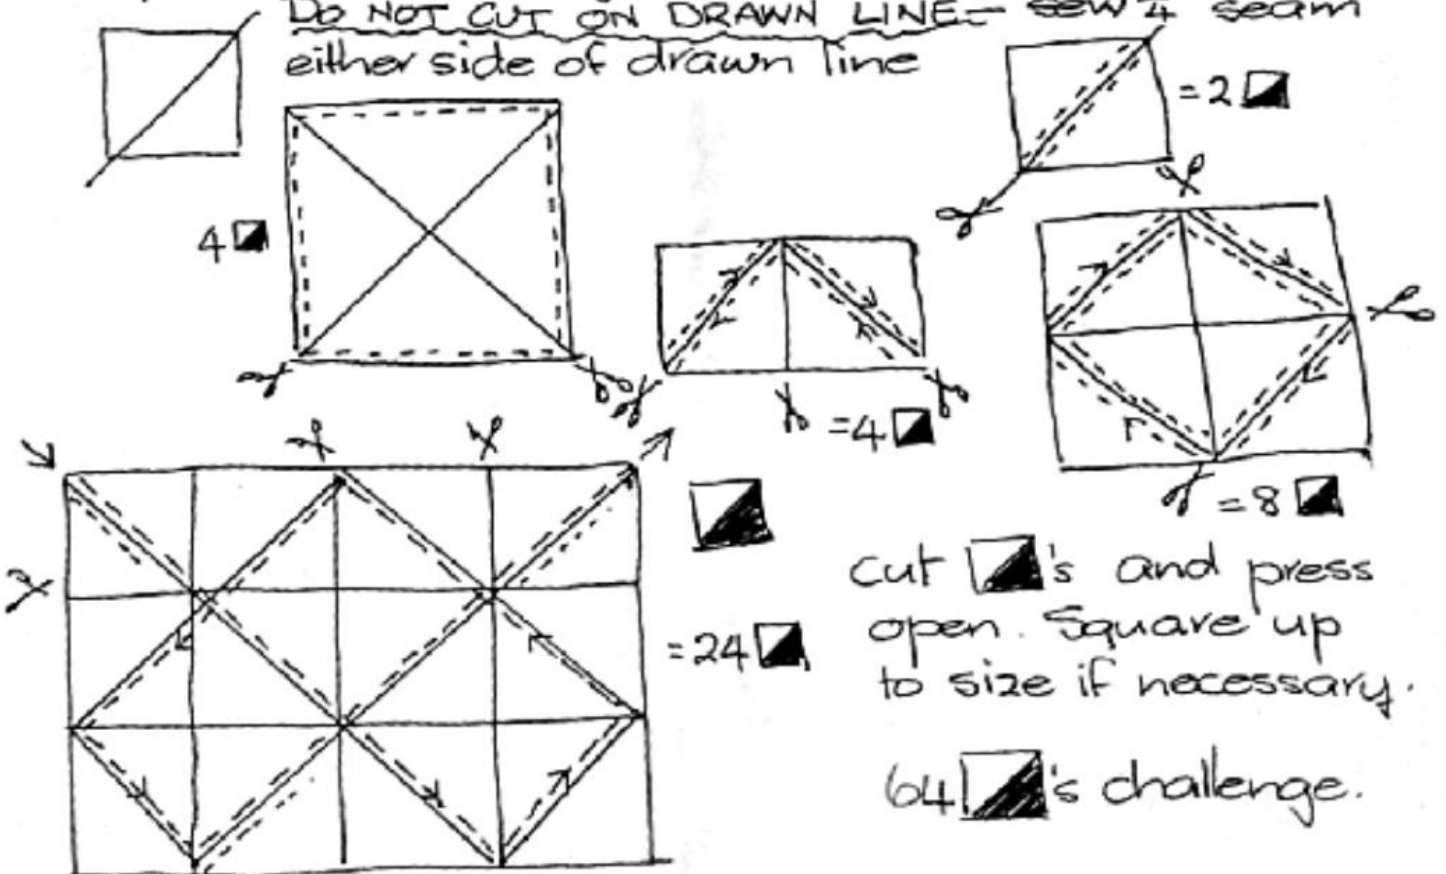 DO NOT CUT ON DRAWN LINE - sew 1/4 seam
either side of drawn line
= 2
4
= 4
= 8
= 24
cut 's and press
open. Square up
to size if necessary.
64 's challenge.